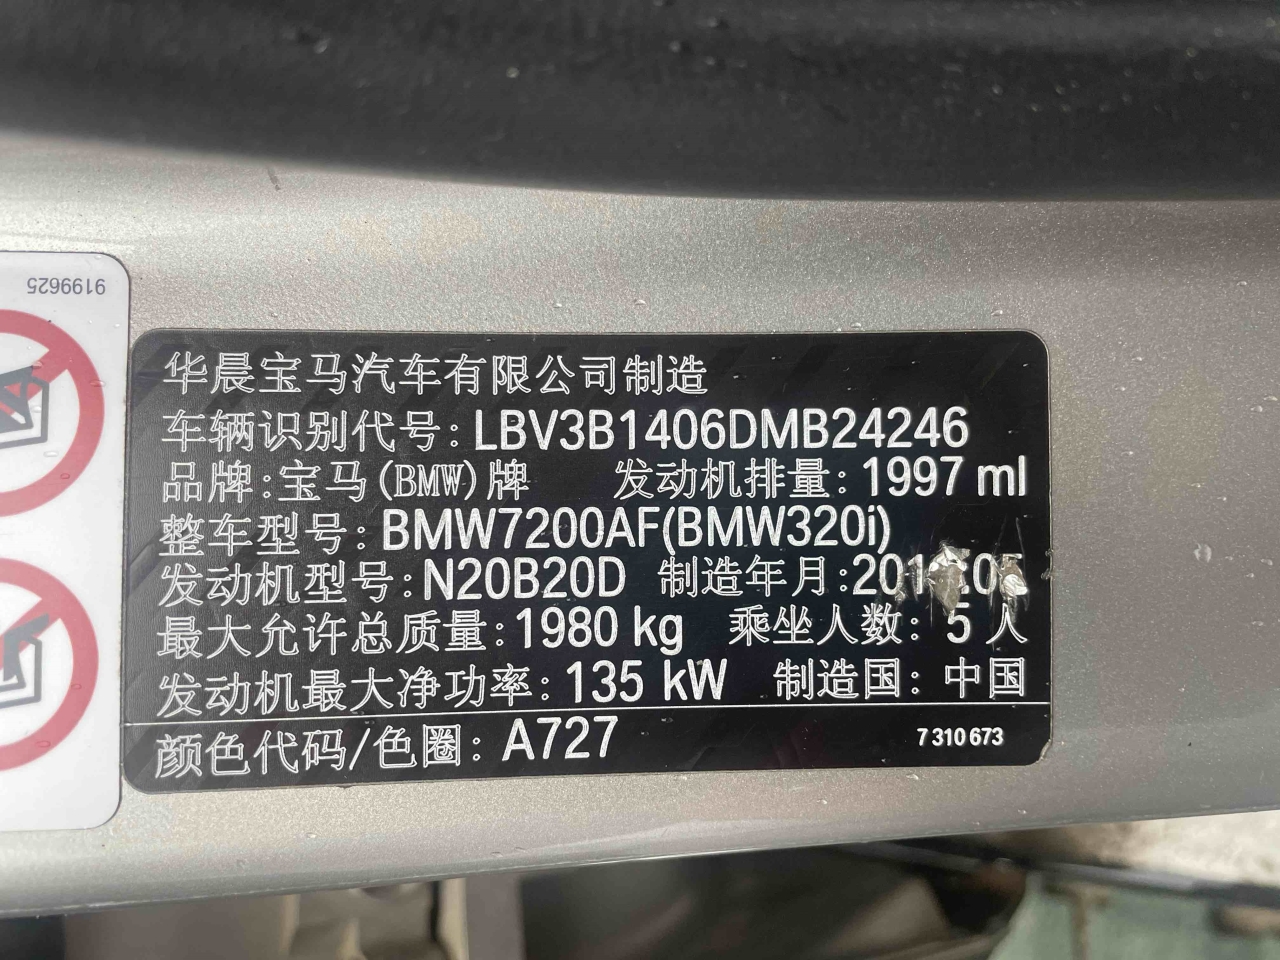 9199625
华晨宝马汽车有限公司制造
车辆识别代号: LBV3B1406DMB24246
品牌:宝马(BMW)牌 发动机排量: 1997 ml
整车型号: BMW7200AF(BMW320i)
发动机型号: N20B20D 制造年月:
最大允许总质量: 1980 kg 乘坐人数: 5 人
发动机最大净功率: 135 kW 制造国: 中国
颜色代码/色圈: A727 7 310 673